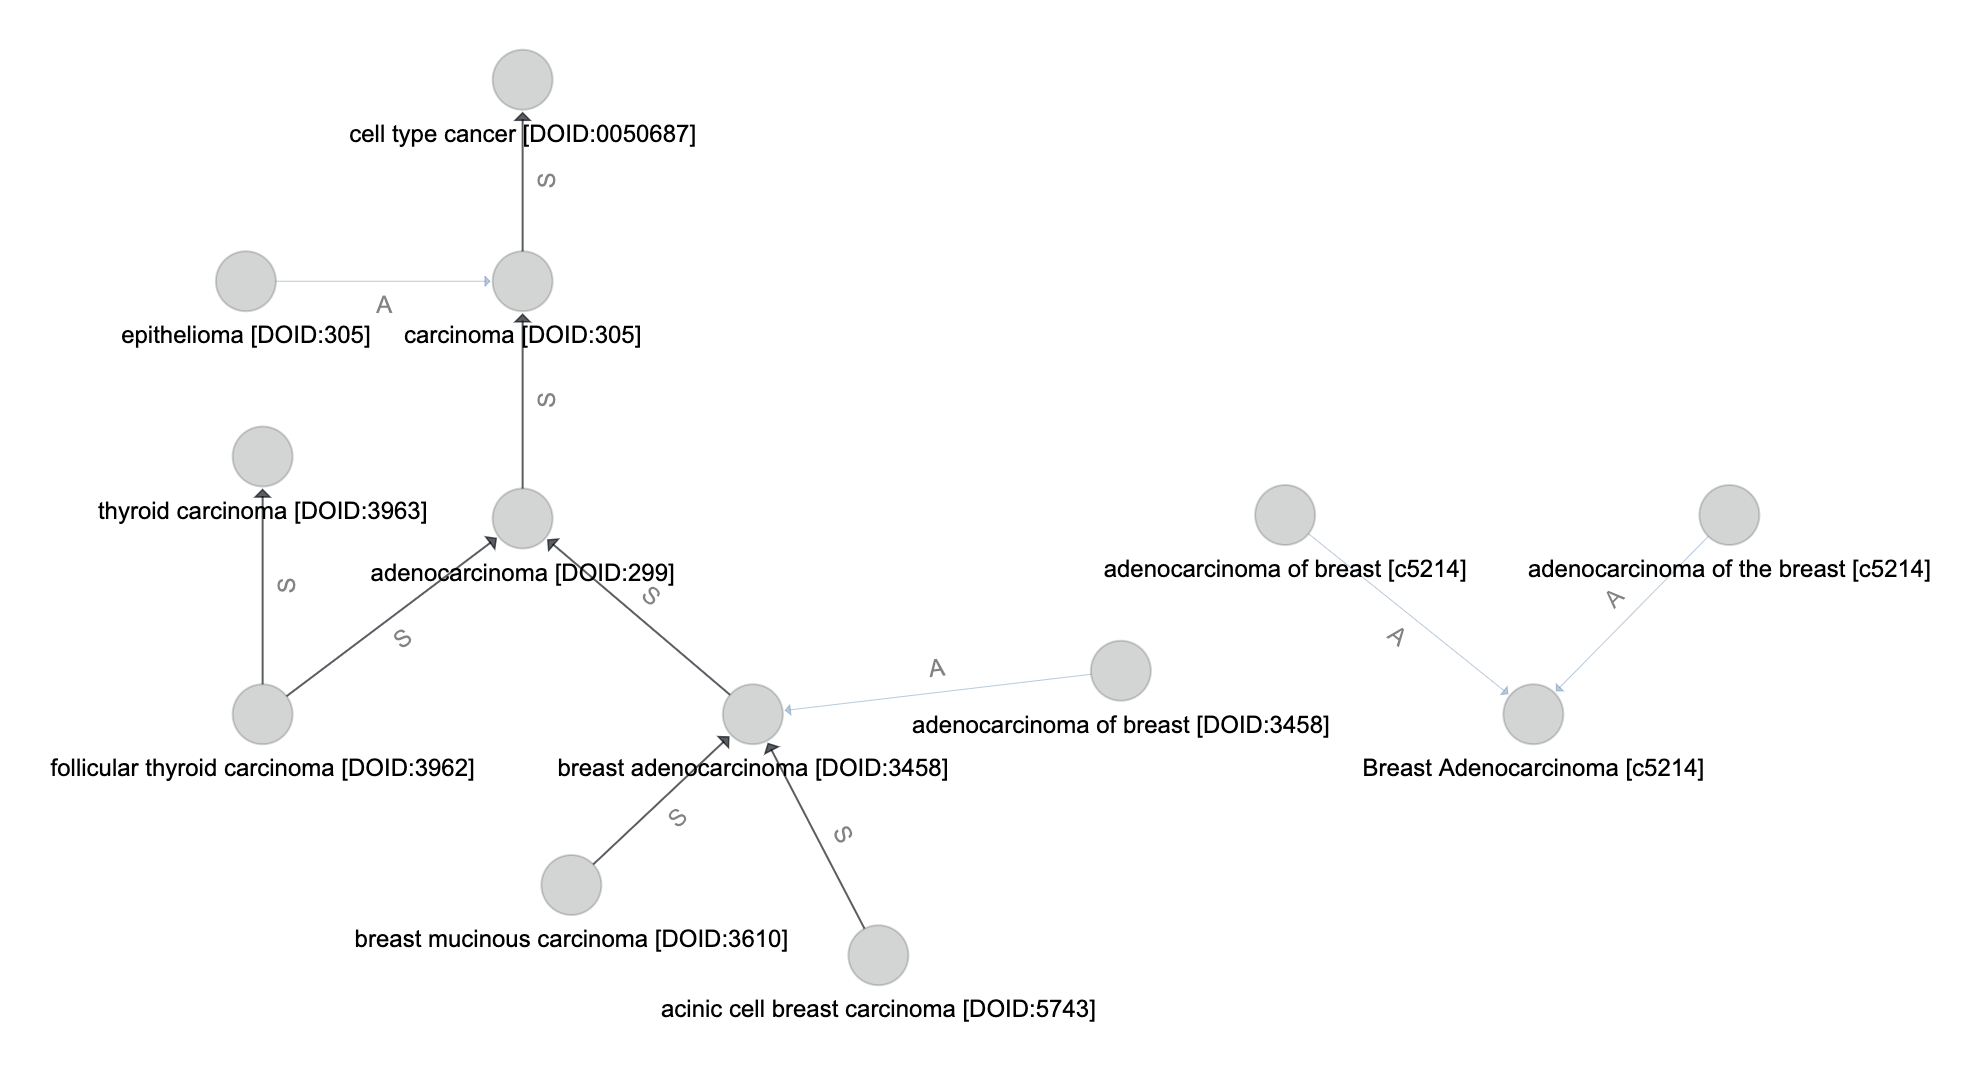 cell type cancer [DOID:0050687]
S
A
epithelioma [DOID:305]
carcinoma [DOID:305]
S
thyroid carcinoma [DOID:3963]
adenocarcinoma [DOID:299]
adenocarcinoma of breast [c5214]
adenocarcinoma of the breast [c5214]
S
S
S
A
A
A
follicular thyroid carcinoma [DOID:3962]
breast adenocarcinoma [DOID:3458]
adenocarcinoma of breast [DOID:3458]
Breast Adenocarcinoma [c5214]
S
S
breast mucinous carcinoma [DOID:3610]
acinic cell breast carcinoma [DOID:5743]